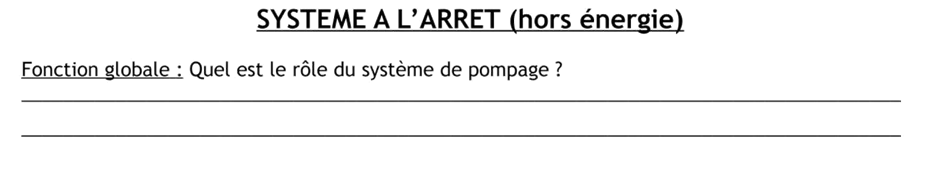 SYSTEME A L'ARRET (hors énergie)
Fonction globale : Quel est le rôle du système de pompage ?